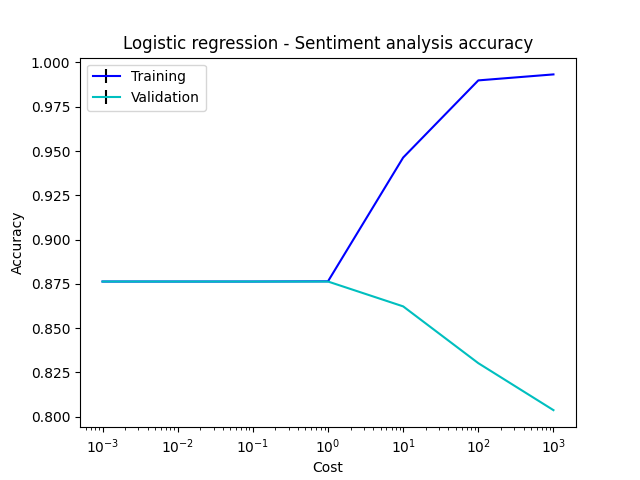 Logistic regression - Sentiment analysis accuracy
Training
Validation
Accuracy
1.000
0.975
0.950
0.925
0.900
0.875
0.850
0.825
0.800
10⁻³ 10⁻² 10⁻¹ 10⁰ 10¹ 10² 10³
Cost